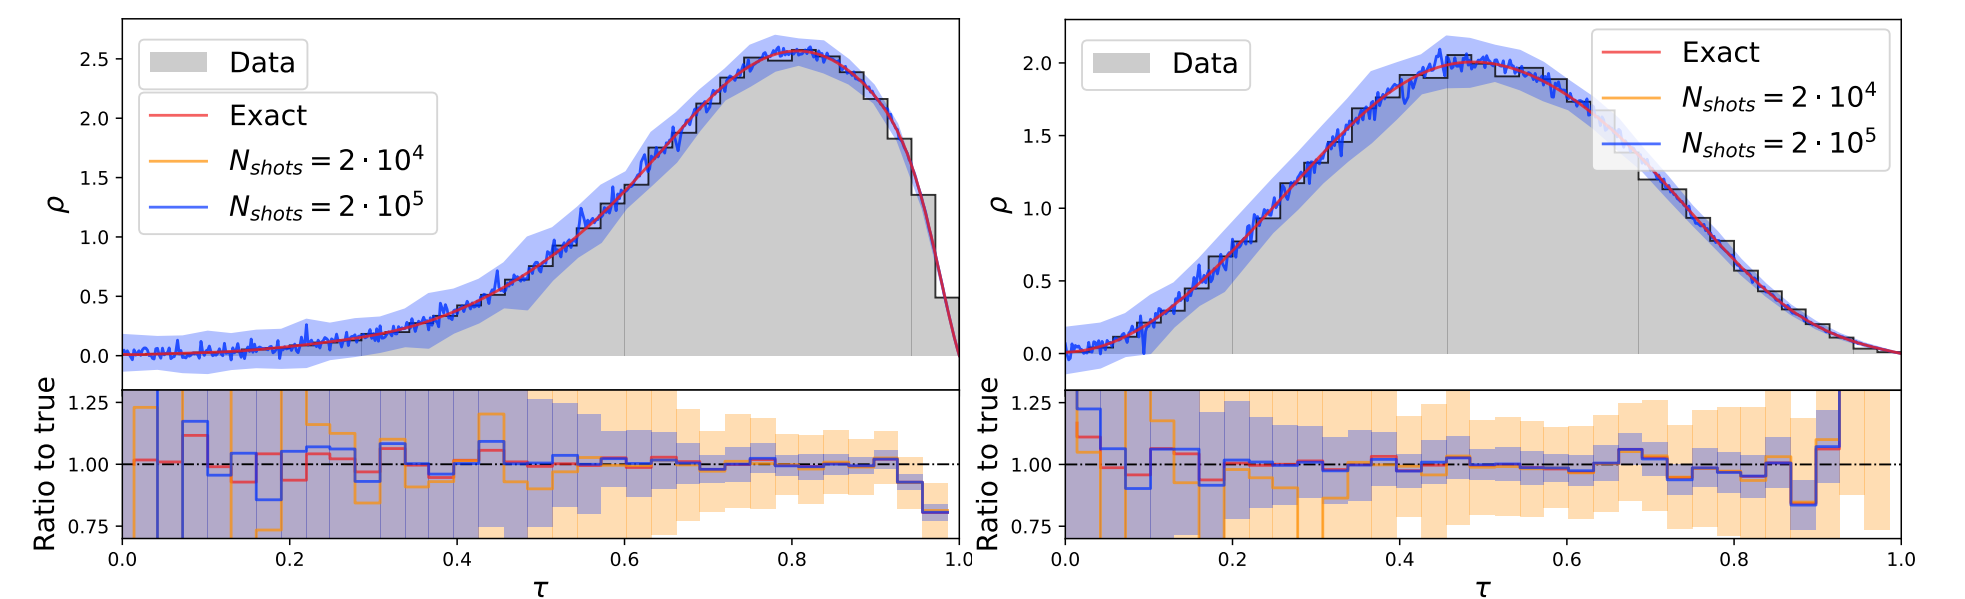 2.5
2.0
1.5
1.0
0.5
0.0
ρ
Data
Exact
N_shots = 2 · 10^4
N_shots = 2 · 10^5
1.25
1.00
0.75
Ratio to true
0.0 0.2 0.4 0.6 0.8 1.0
τ
2.0
1.5
1.0
0.5
0.0
ρ
Data
Exact
N_shots = 2 · 10^4
N_shots = 2 · 10^5
1.25
1.00
0.75
Ratio to true
0.0 0.2 0.4 0.6 0.8 1.0
τ